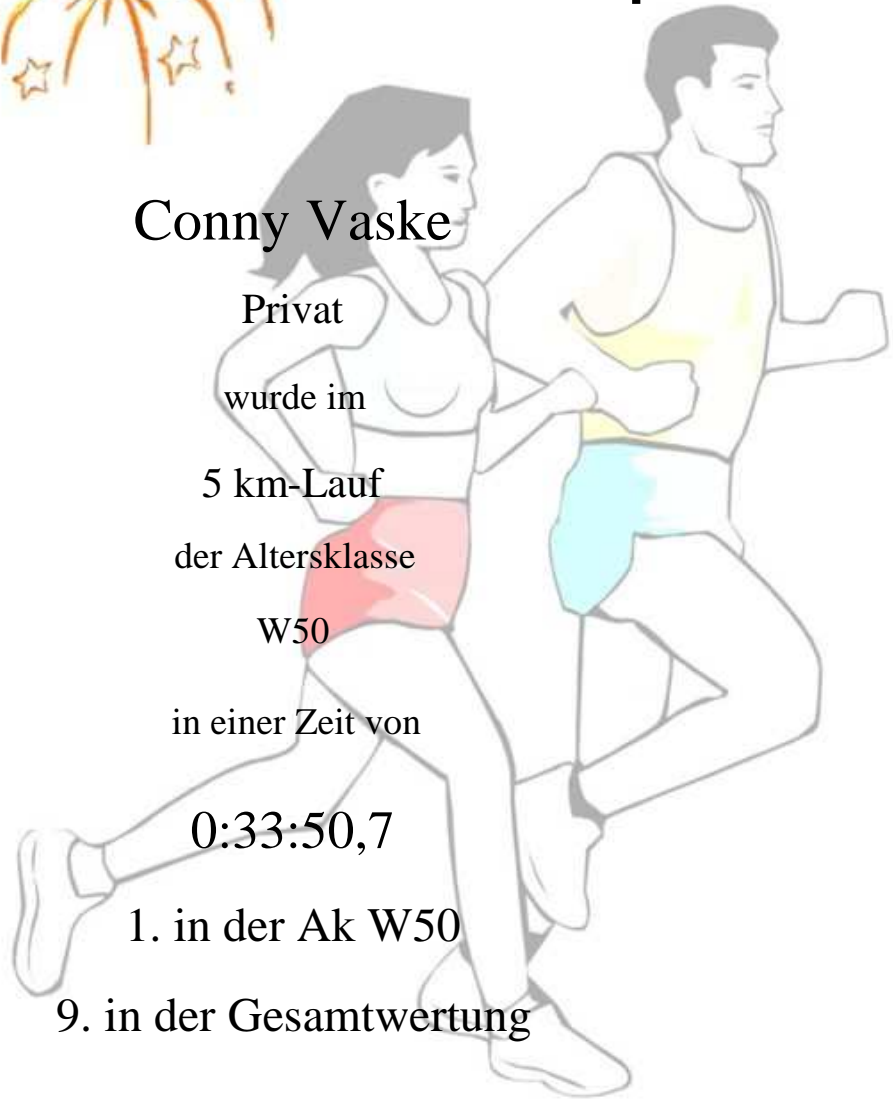 Conny Vaske
Privat
wurde im
5 km-Lauf
der Altersklasse
W50
in einer Zeit von
0:33:50,7
1. in der Ak W50
9. in der Gesamtwertung